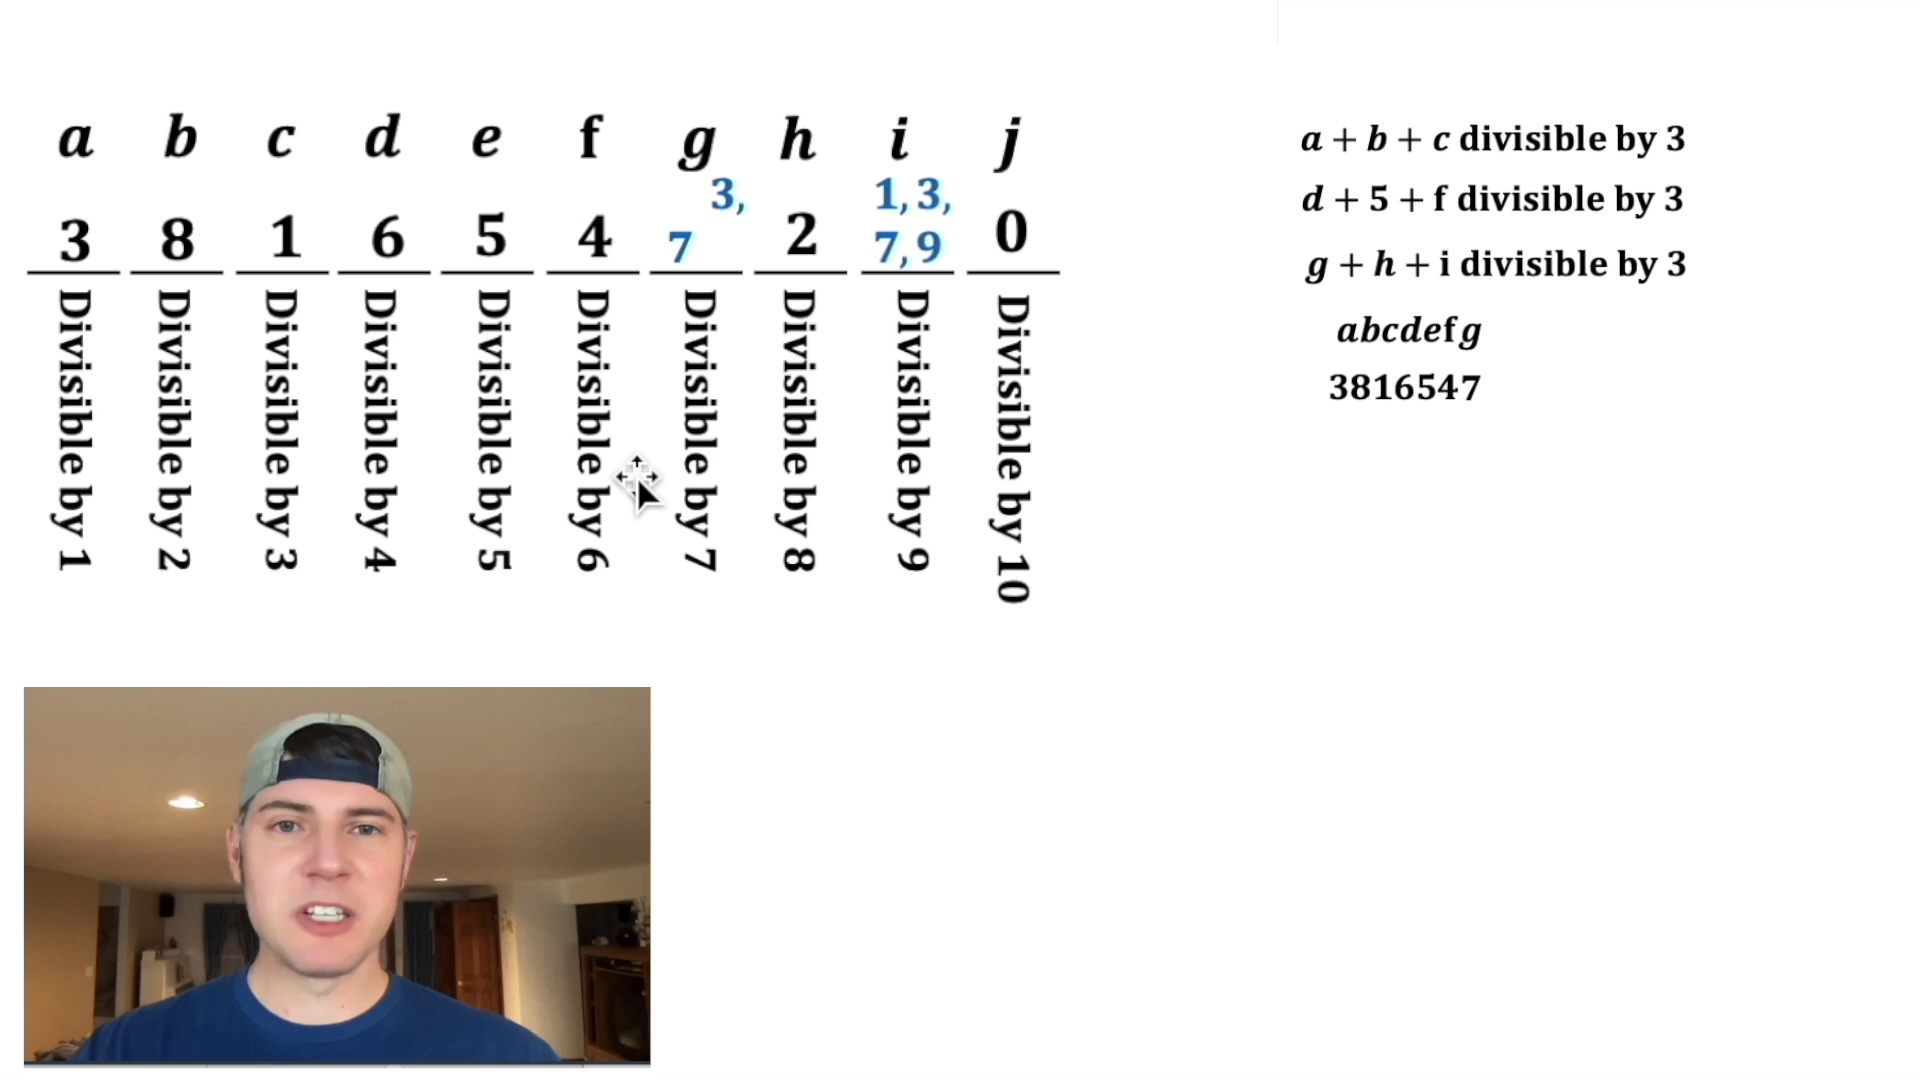 a b c d e f g h i j
3, 1, 3,
3 8 1 6 5 4 7 2 7, 9 0
Divisible by 1
Divisible by 2
Divisible by 3
Divisible by 4
Divisible by 5
Divisible by 6
Divisible by 7
Divisible by 8
Divisible by 9
Divisible by 10
a + b + c divisible by 3
d + 5 + f divisible by 3
g + h + i divisible by 3
abcdefg
3816547